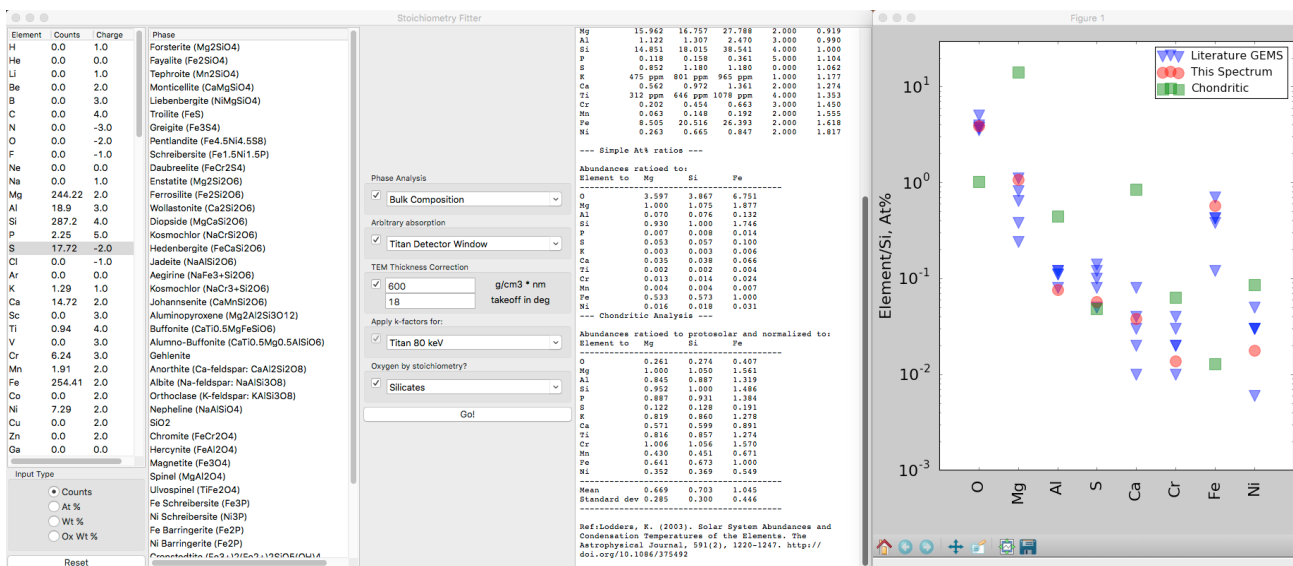 Stoichiometry Fitter
Element Counts Charge
H 0.0 1.0
He 0.0 0.0
Li 0.0 1.0
Be 0.0 2.0
B 0.0 3.0
C 0.0 4.0
N 0.0 -3.0
O 0.0 -2.0
F 0.0 -1.0
Ne 0.0 0.0
Na 0.0 1.0
Mg 244.22 2.0
Al 18.9 3.0
Si 287.2 4.0
P 2.25 5.0
S 17.72 -2.0
Cl 0.0 -1.0
Ar 0.0 0.0
K 1.29 1.0
Ca 14.72 2.0
Sc 0.0 3.0
Ti 0.94 4.0
V 0.0 3.0
Cr 6.24 3.0
Mn 1.91 2.0
Fe 254.41 2.0
Co 0.0 2.0
Ni 7.29 2.0
Cu 0.0 2.0
Zn 0.0 2.0
Ga 0.0 0.0
Input Type
Counts
At %
Wt %
Ox Wt %
Reset
Phase
Forsterite (Mg2SiO4)
Fayalite (Fe2SiO4)
Tephroite (Mn2SiO4)
Monticellite (CaMgSiO4)
Liebenbergite (NiMgSiO4)
Troilite (FeS)
Greigite (Fe3S4)
Pentlandite (Fe4.5Ni4.5S8)
Schreibersite (Fe1.5Ni1.5P)
Daubreelite (FeCr2S4)
Enstatite (Mg2Si2O6)
Ferrosilite (Fe2Si2O6)
Wollastonite (Ca2Si2O6)
Diopside (MgCaSi2O6)
Kosmochlor (NaCrSi2O6)
Hedenbergite (FeCaSi2O6)
Jadeite (NaAlSi2O6)
Aegirine (NaFe3+Si2O6)
Kosmochlor (NaCr3+Si2O6)
Johannsenite (CaMnSi2O6)
Aluminopyroxene (Mg2Al2Si3O12)
Buffonite (CaTi0.5MgFeSiO6)
Alumno-Buffonite (CaTi0.5Mg0.5AlSiO6)
Gehlenite
Anorthite (Ca-feldspar: CaAl2Si2O8)
Albite (Na-feldspar: NaAlSi3O8)
Orthoclase (K-feldspar: KAlSi3O8)
Nepheline (NaAlSiO4)
SiO2
Chromite (FeCr2O4)
Hercynite (FeAl2O4)
Magnetite (Fe3O4)
Spinel (MgAl2O4)
Ulvospinel (TiFe2O4)
Fe Schreibersite (Fe3P)
Ni Schreibersite (Ni3P)
Fe Barringerite (Fe2P)
Ni Barringerite (Fe2P)
Cronstedtite (Fe3+)2(Fe2+)2SiO5(OH)4
Phase Analysis
Bulk Composition
Arbitrary absorption
Titan Detector Window
TEM Thickness Correction
600 g/cm3 * nm
18 takeoff in deg
Apply k-factors for:
Titan 80 keV
Oxygen by stoichiometry?
Silicates
Go!
Mg 15.962 16.757 27.788 2.000 0.919
Al 1.122 1.307 2.470 3.000 0.990
Si 14.851 18.015 38.541 4.000 1.000
P 0.118 0.158 0.361 5.000 1.104
S 0.852 1.180 1.180 0.000 1.062
K 475 ppm 801 ppm 965 ppm 1.000 1.177
Ca 0.562 0.972 1.361 2.000 1.274
Ti 312 ppm 646 ppm 1078 ppm 4.000 1.353
Cr 0.202 0.454 0.663 3.000 1.450
Mn 0.063 0.148 0.192 2.000 1.555
Fe 8.505 20.516 26.393 2.000 1.618
Ni 0.263 0.665 0.847 2.000 1.817
--- Simple At% ratios ---
Abundances ratioed to:
Element to Mg Si Fe
O 3.597 3.867 6.751
Mg 1.000 1.075 1.877
Al 0.070 0.076 0.132
Si 0.930 1.000 1.746
P 0.007 0.008 0.014
S 0.053 0.057 0.100
K 0.003 0.003 0.006
Ca 0.035 0.038 0.066
Ti 0.002 0.002 0.004
Cr 0.013 0.014 0.024
Mn 0.004 0.004 0.007
Fe 0.533 0.573 1.000
Ni 0.016 0.018 0.031
--- Chondritic Analysis ---
Abundances ratioed to protosolar and normalized to:
Element to Mg Si Fe
O 0.261 0.274 0.407
Mg 1.000 1.050 1.561
Al 0.845 0.887 1.319
Si 0.952 1.000 1.486
P 0.887 0.931 1.384
S 0.122 0.128 0.191
K 0.819 0.860 1.278
Ca 0.571 0.599 0.891
Ti 0.816 0.857 1.274
Cr 1.006 1.056 1.570
Mn 0.430 0.451 0.671
Fe 0.641 0.673 1.000
Ni 0.352 0.369 0.549
Mean 0.669 0.703 1.045
Standard dev 0.285 0.300 0.446
Ref:Lodders, K. (2003). Solar System Abundances and
Condensation Temperatures of the Elements. The
Astrophysical Journal, 591(2), 1220-1247. http://
doi.org/10.1086/375492
Figure 1
Literature GEMS
This Spectrum
Chondritic
Element/Si, At%
10^1
10^0
10^-1
10^-2
10^-3
O Mg Al S Ca Cr Fe Ni